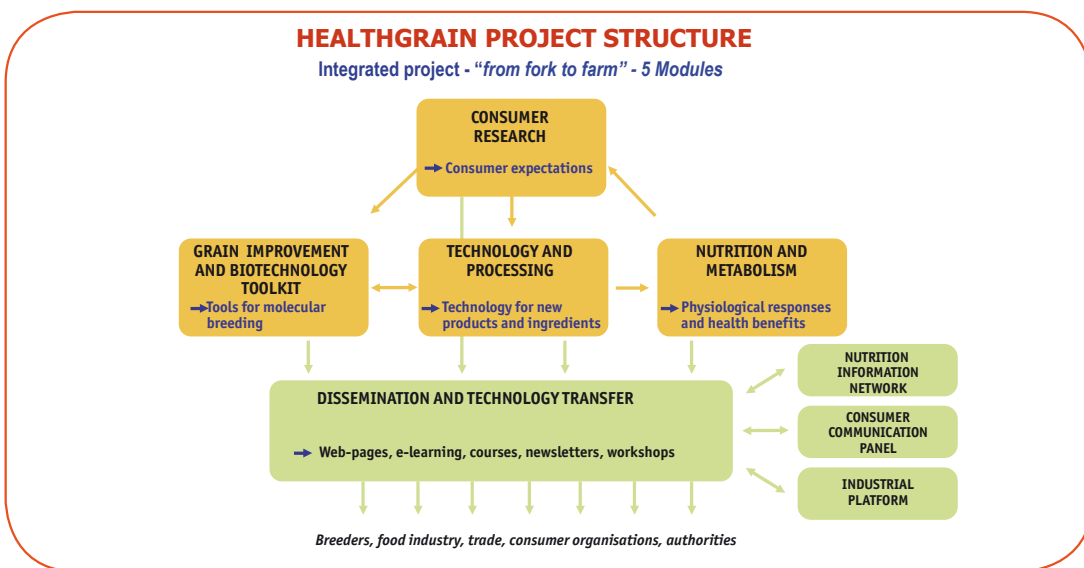 HEALTHGRAIN PROJECT STRUCTURE
Integrated project - “from fork to farm” - 5 Modules
CONSUMER
RESEARCH
Consumer expectations
GRAIN IMPROVEMENT
AND BIOTECHNOLOGY
TOOLKIT
Tools for molecular
breeding
TECHNOLOGY AND
PROCESSING
Technology for new
products and ingredients
NUTRITION AND
METABOLISM
Physiological responses
and health benefits
NUTRITION
INFORMATION
NETWORK
DISSEMINATION AND TECHNOLOGY TRANSFER
Web-pages, e-learning, courses, newsletters, workshops
CONSUMER
COMMUNICATION
PANEL
INDUSTRIAL
PLATFORM
Breeders, food industry, trade, consumer organisations, authorities